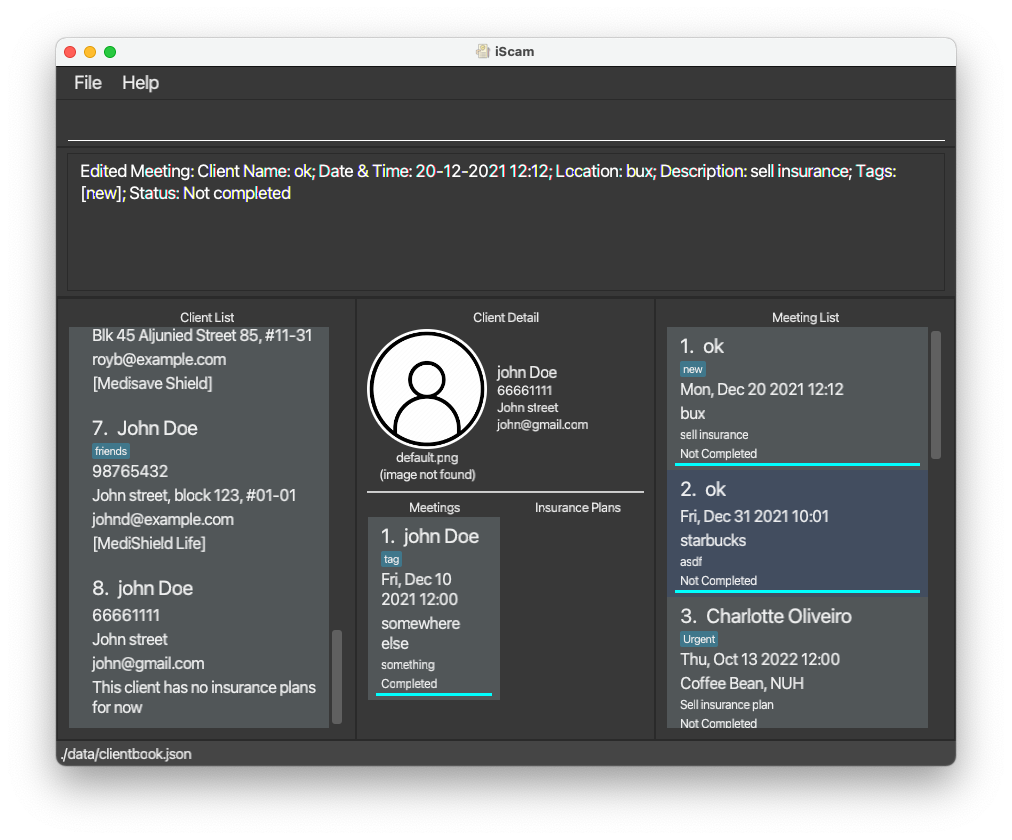 iScam
File Help
Edited Meeting: Client Name: ok; Date & Time: 20-12-2021 12:12; Location: bux; Description: sell insurance; Tags:
[new]; Status: Not completed
Client List
Blk 45 Aljunied Street 85, #11-31
royb@example.com
[Medisave Shield]
7. John Doe
friends
98765432
John street, block 123, #01-01
johnd@example.com
[MediShield Life]
8. john Doe
66661111
John street
john@gmail.com
This client has no insurance plans
for now
Client Detail
john Doe
66661111
John street
john@gmail.com
default.png
(image not found)
Meetings
1. john Doe
tag
Fri, Dec 10
2021 12:00
somewhere
else
something
Completed
Insurance Plans
Meeting List
1. ok
new
Mon, Dec 20 2021 12:12
bux
sell insurance
Not Completed
2. ok
Fri, Dec 31 2021 10:01
starbucks
asdf
Not Completed
3. Charlotte Oliveiro
Urgent
Thu, Oct 13 2022 12:00
Coffee Bean, NUH
Sell insurance plan
Not Completed
./data/clientbook.json